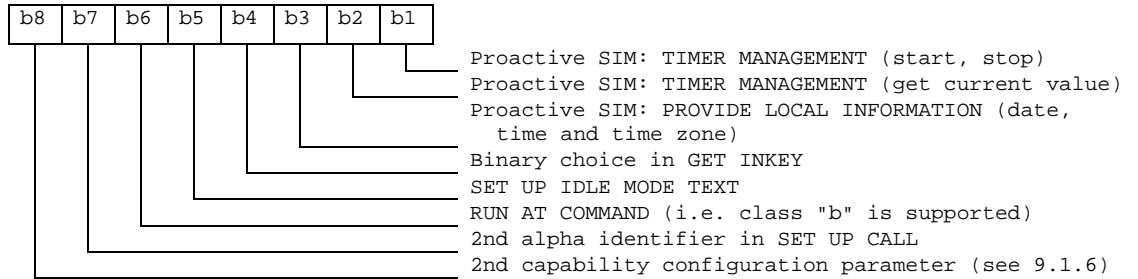 b8 b7 b6 b5 b4 b3 b2 b1
Proactive SIM: TIMER MANAGEMENT (start, stop)
Proactive SIM: TIMER MANAGEMENT (get current value)
Proactive SIM: PROVIDE LOCAL INFORMATION (date,
time and time zone)
Binary choice in GET INKEY
SET UP IDLE MODE TEXT
RUN AT COMMAND (i.e. class "b" is supported)
2nd alpha identifier in SET UP CALL
2nd capability configuration parameter (see 9.1.6)